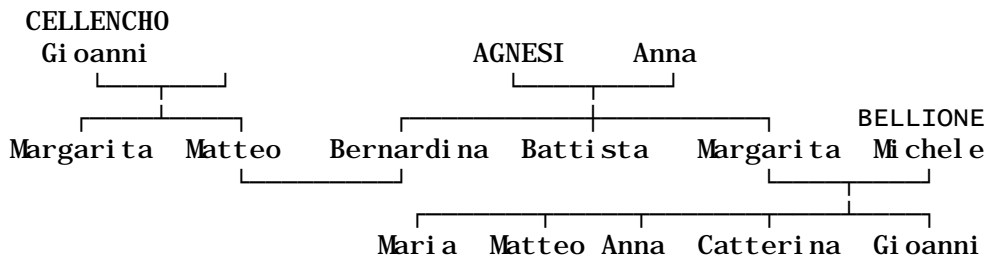 CELLENCHO
Gioanni AGNESI Anna
BELLIONE
Margarita Matteo Bernardina Battista Margarita Michele
Maria Matteo Anna Catterina Gioanni